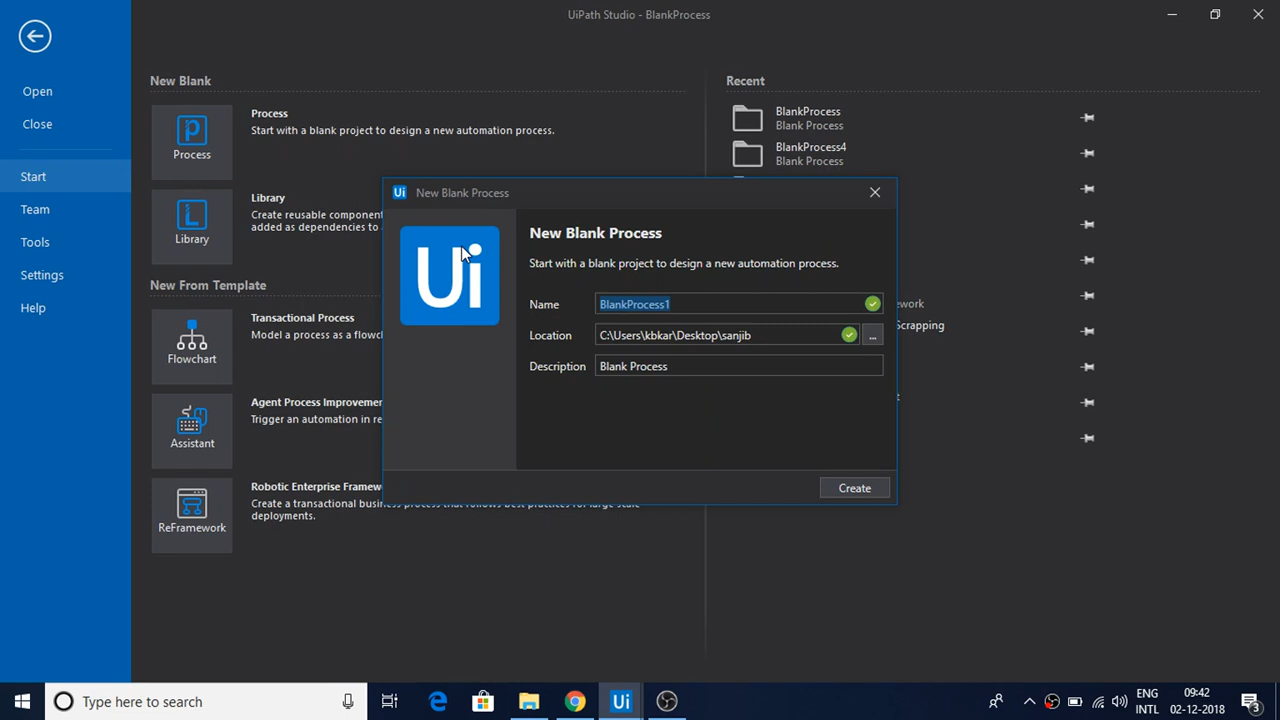 UiPath Studio - BlankProcess
Open
Close
Start
Team
Tools
Settings
Help
New Blank
Process
Process
Start with a blank project to design a new automation process.
Library
Library
Create reusable component
added as dependencies to
New From Template
Flowchart
Transactional Process
Model a process as a flowch
Assistant
Agent Process Improveme
Trigger an automation in re
ReFramework
Robotic Enterprise Framew
Create a transactional business process that follows best practices for large scale
deployments.
Recent
BlankProcess
Blank Process
BlankProcess4
Blank Process
ework
Scrapping
Ui
New Blank Process
Ui
New Blank Process
Start with a blank project to design a new automation process.
Name
BlankProcess1
Location
C:\Users\kbkar\Desktop\sanjib
...
Description
Blank Process
Create
Type here to search
Ui
ENG
INTL
09:42
02-12-2018
3